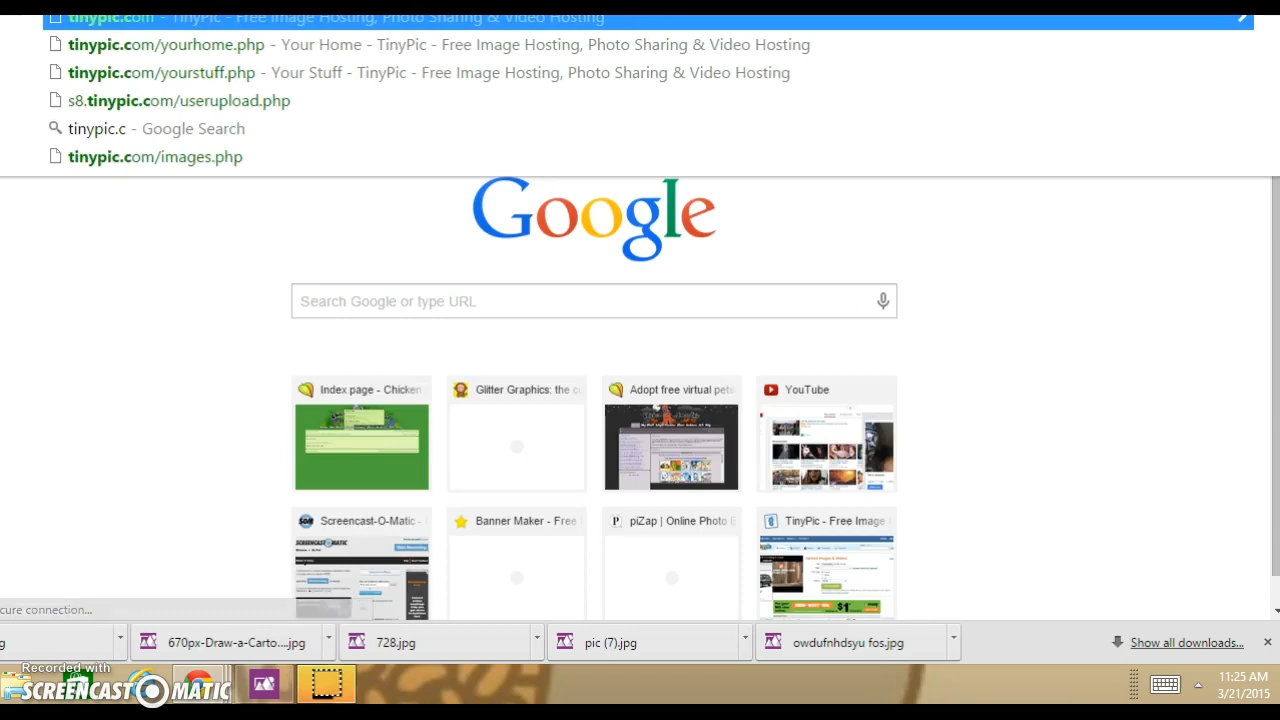 tinypic.com - TinyPic - Free Image Hosting, Photo Sharing & Video Hosting
tinypic.com/yourhome.php - Your Home - TinyPic - Free Image Hosting, Photo Sharing & Video Hosting
tinypic.com/yourstuff.php - Your Stuff - TinyPic - Free Image Hosting, Photo Sharing & Video Hosting
s8.tinypic.com/userupload.php
tinypic.c - Google Search
tinypic.com/images.php
Google
Search Google or type URL
Index page - Chicken
Glitter Graphics: the c
Adopt free virtual pet
YouTube
Screencast-O-Matic -
Banner Maker - Free
piZap | Online Photo E
TinyPic - Free Image
SCREENCAST-O-MATIC
cure connection...
g
670px-Draw-a-Carto....jpg
728.jpg
pic (7).jpg
owdufnhdsyu fos.jpg
Show all downloads...
Recorded with
SCREENCAST-O-MATIC
11:25 AM
3/21/2015